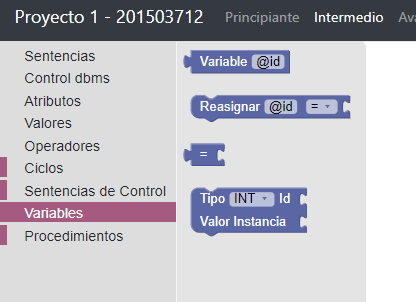 Proyecto 1 - 201503712 Principiante Intermedio
Sentencias
Control dbms
Atributos
Valores
Operadores
Ciclos
Sentencias de Control
Variables
Procedimientos
Variable @id
Reasignar @id =
=
Tipo INT Id
Valor Instancia